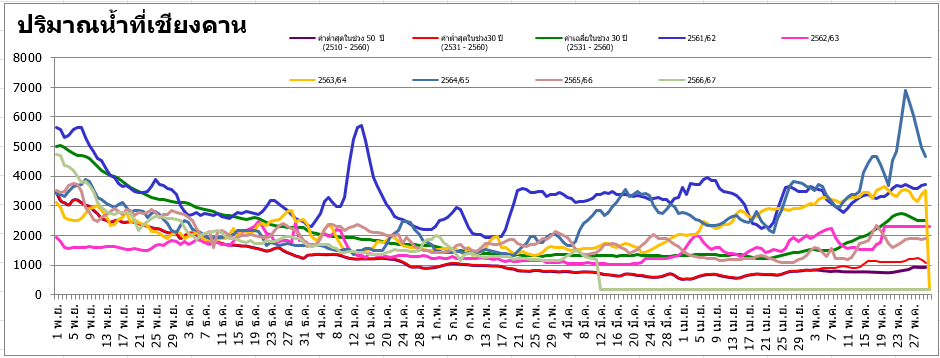 ปริมาณน้ำที่เชียงคาน
ค่าต่ำสุดในช่วง 50 ปี
(2510 - 2560)
ค่าต่ำสุดในช่วง30 ปี
(2531 - 2560)
ค่าเฉลี่ยในช่วง 30 ปี
(2531 - 2560)
2561/62
2562/63
2563/64
2564/65
2565/66
2566/67
8000
7000
6000
5000
4000
3000
2000
1000
0
1 พ.ย.
5 พ.ย.
9 พ.ย.
13 พ.ย.
17 พ.ย.
21 พ.ย.
25 พ.ย.
29 พ.ย.
3 ธ.ค.
7 ธ.ค.
11 ธ.ค.
15 ธ.ค.
19 ธ.ค.
23 ธ.ค.
27 ธ.ค.
31 ธ.ค.
4 ม.ค.
8 ม.ค.
12 ม.ค.
16 ม.ค.
20 ม.ค.
24 ม.ค.
28 ม.ค.
1 ก.พ.
5 ก.พ.
9 ก.พ.
13 ก.พ.
17 ก.พ.
21 ก.พ.
25 ก.พ.
29 ก.พ.
4 มี.ค.
8 มี.ค.
12 มี.ค.
16 มี.ค.
20 มี.ค.
24 มี.ค.
28 มี.ค.
1 เม.ย.
5 เม.ย.
9 เม.ย.
13 เม.ย.
17 เม.ย.
21 เม.ย.
25 เม.ย.
29 เม.ย.
3 พ.ค.
7 พ.ค.
11 พ.ค.
15 พ.ค.
19 พ.ค.
23 พ.ค.
27 พ.ค.